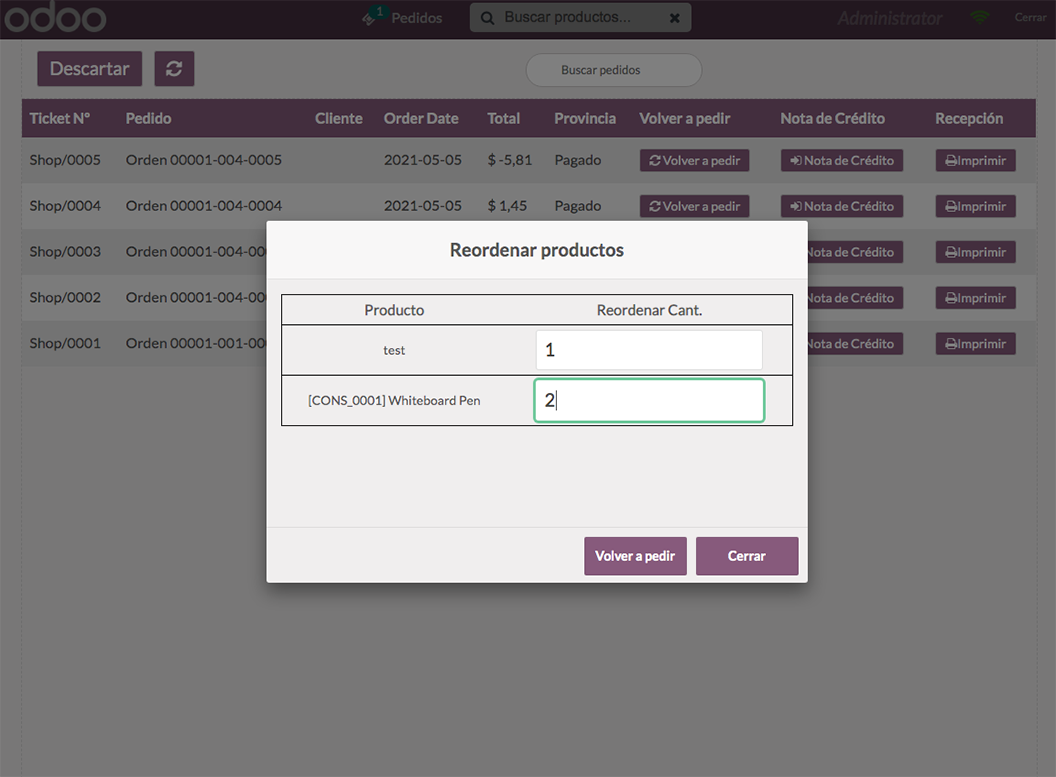 odoo 1 Pedidos Buscar productos... Administrator Cerrar
Descartar Buscar pedidos
Ticket Nº Pedido Cliente Order Date Total Provincia Volver a pedir Nota de Crédito Recepción
Shop/0005 Orden 00001-004-0005 2021-05-05 $ -5,81 Pagado Volver a pedir Nota de Crédito Imprimir
Shop/0004 Orden 00001-004-0004 2021-05-05 $ 1,45 Pagado Volver a pedir Nota de Crédito Imprimir
Shop/0003 Orden 00001-004-00 Nota de Crédito Imprimir
Shop/0002 Orden 00001-004-00 Nota de Crédito Imprimir
Shop/0001 Orden 00001-001-00 Nota de Crédito Imprimir
Reordenar productos
Producto Reordenar Cant.
test 1
[CONS_0001] Whiteboard Pen 2
Volver a pedir Cerrar